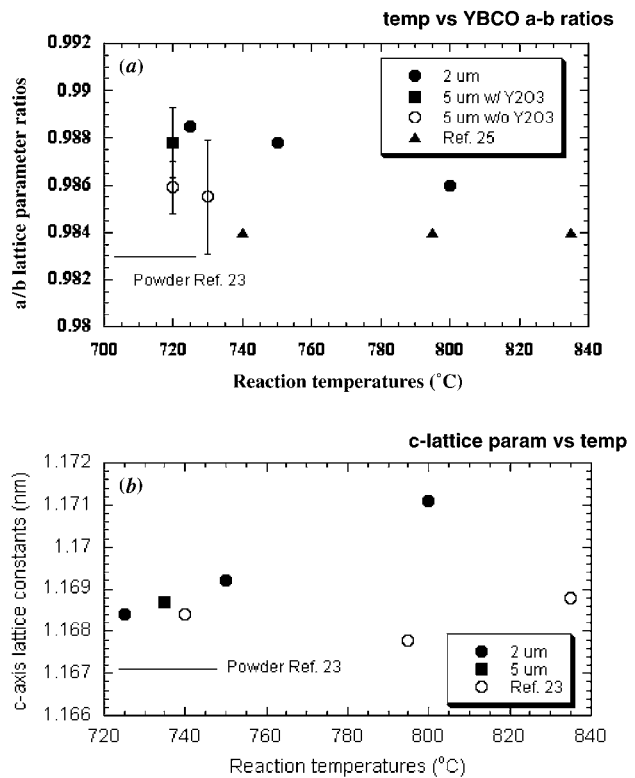 temp vs YBCO a-b ratios
0.992
(a)
2 um
0.99
5 um w/ Y2O3
5 um w/o Y2O3
0.988
Ref. 25
0.986
0.984
Powder Ref. 23
0.982
0.98
a/b lattice parameter ratios
700 720 740 760 780 800 820 840
Reaction temperatures (°C)
c-lattice param vs temp
1.172
(b)
1.171
1.17
1.169
1.168
2 um
Powder Ref. 23
1.167
5 um
Ref. 23
1.166
c-axis lattice constants (nm)
720 740 760 780 800 820 840
Reaction temperatures (°C)